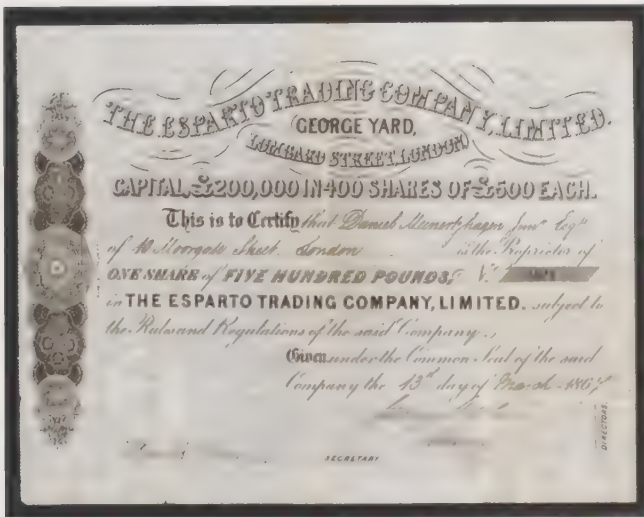 THE ESPARTO TRADING COMPANY, LIMITED.
(GEORGE YARD,
LOMBARD STREET, LONDON)
CAPITAL, £200,000 IN 400 SHARES OF £500 EACH.
This is to Certify that Daniel Meinertzhagen Junr. Esqre.
of 10 Moorgate Street London is the Proprietor of
ONE SHARE of FIVE HUNDRED POUNDS, No.
in THE ESPARTO TRADING COMPANY, LIMITED. subject to
the Rules and Regulations of the said Company.
Given under the Common Seal of the said
Company the 13th day of March 1867
DIRECTORS.
SECRETARY